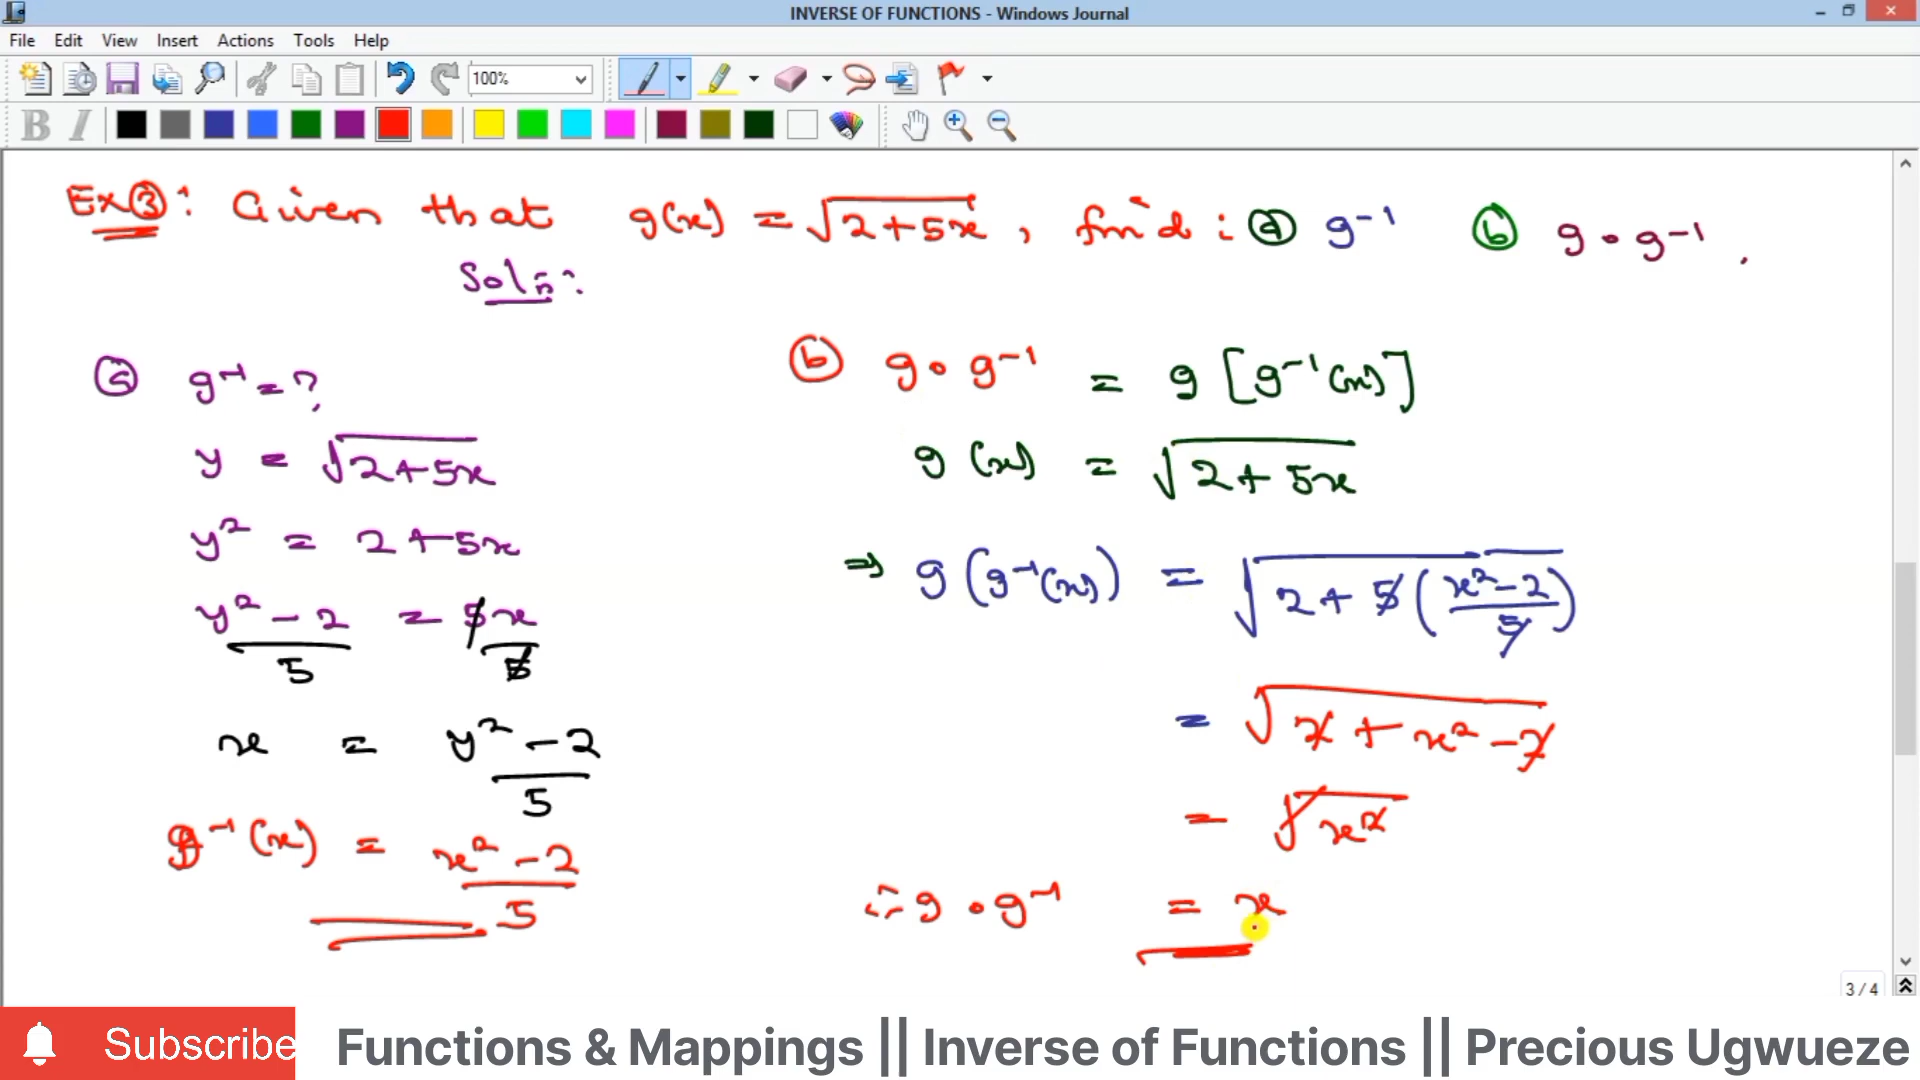 INVERSE OF FUNCTIONS - Windows Journal
File Edit View Insert Actions Tools Help
100%
B I
Ex③: Given that g(x) = √(2+5x), find: ⓐ g⁻¹ ⓑ g∘g⁻¹.
Soln:
ⓐ g⁻¹ = ?
y = √(2+5x)
y² = 2+5x
(y²-2)/5 = 5x/5
x = (y²-2)/5
g⁻¹(x) = (x²-2)/5
ⓑ g∘g⁻¹ = g[g⁻¹(x)]
g(x) = √(2+5x)
⇒ g(g⁻¹(x)) = √(2+5((x²-2)/5))
= √(2+x²-2)
= √(x²)
∴ g∘g⁻¹ = x
3 / 4
Subscribe
Functions & Mappings || Inverse of Functions || Precious Ugwueze